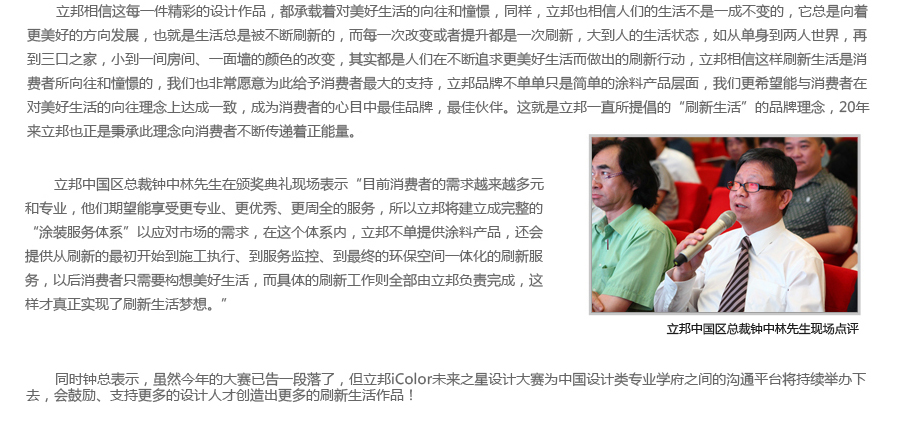 立邦相信这每一件精彩的设计作品，都承载着对美好生活的向往和憧憬，同样，立邦也相信人们的生活不是一成不变的，它总是向着
更美好的方向发展，也就是生活总是被不断刷新的，而每一次改变或者提升都是一次刷新，大到人的生活状态，如从单身到两人世界，再
到三口之家，小到一间房间、一面墙的颜色的改变，其实都是人们在不断追求更美好生活而做出的刷新行动，立邦相信这样刷新生活是消
费者所向往和憧憬的，我们也非常愿意为此给予消费者最大的支持，立邦品牌不单单只是简单的涂料产品层面，我们更希望能与消费者在
对美好生活的向往理念上达成一致，成为消费者的心目中最佳品牌，最佳伙伴。这就是立邦一直所提倡的“刷新生活”的品牌理念，20年
来立邦也正是秉承此理念向消费者不断传递着正能量。
立邦中国区总裁钟中林先生在颁奖典礼现场表示“目前消费者的需求越来越多元
和专业，他们期望能享受更专业、更优秀、更周全的服务，所以立邦将建立成完整的
“涂装服务体系”以应对市场的需求，在这个体系内，立邦不单提供涂料产品，还会
提供从刷新的最初开始到施工执行、到服务监控、到最终的环保空间一体化的刷新服
务，以后消费者只需要构想美好生活，而具体的刷新工作则全部由立邦负责完成，这
样才真正实现了刷新生活梦想。”
立邦中国区总裁钟中林先生现场点评
同时钟总表示，虽然今年的大赛已告一段落了，但立邦iColor未来之星设计大赛为中国设计类专业学府之间的沟通平台将持续举办下
去，会鼓励、支持更多的设计人才创造出更多的刷新生活作品！